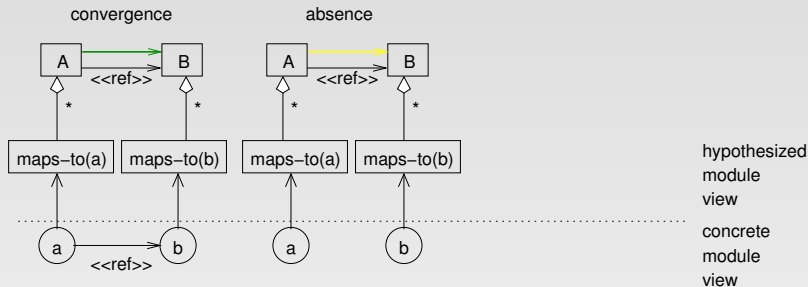 convergence absence
A B A B
<<ref>> <<ref>>
* * * *
maps−to(a) maps−to(b) maps−to(a) maps−to(b)
hypothesized
module
view
concrete
module
view
a b a b
<<ref>>